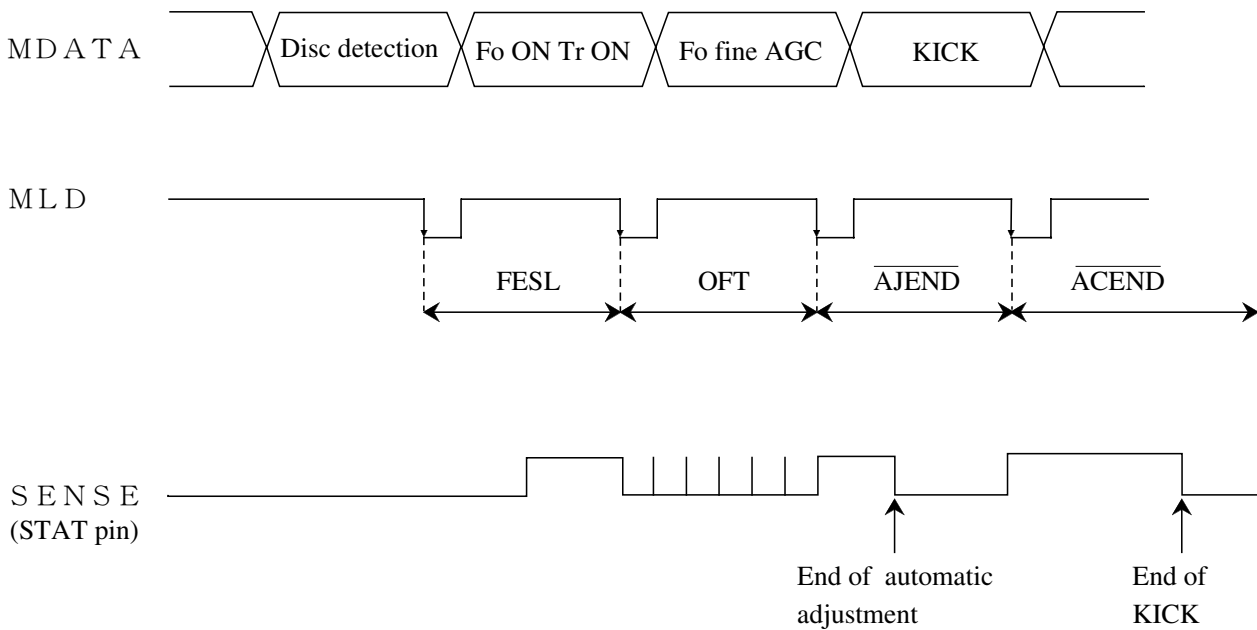 MDATA
Disc detection
Fo ON Tr ON
Fo fine AGC
KICK
MLD
FESL
OFT
AJEND
ACEND
SENSE
(STAT pin)
End of automatic
adjustment
End of
KICK